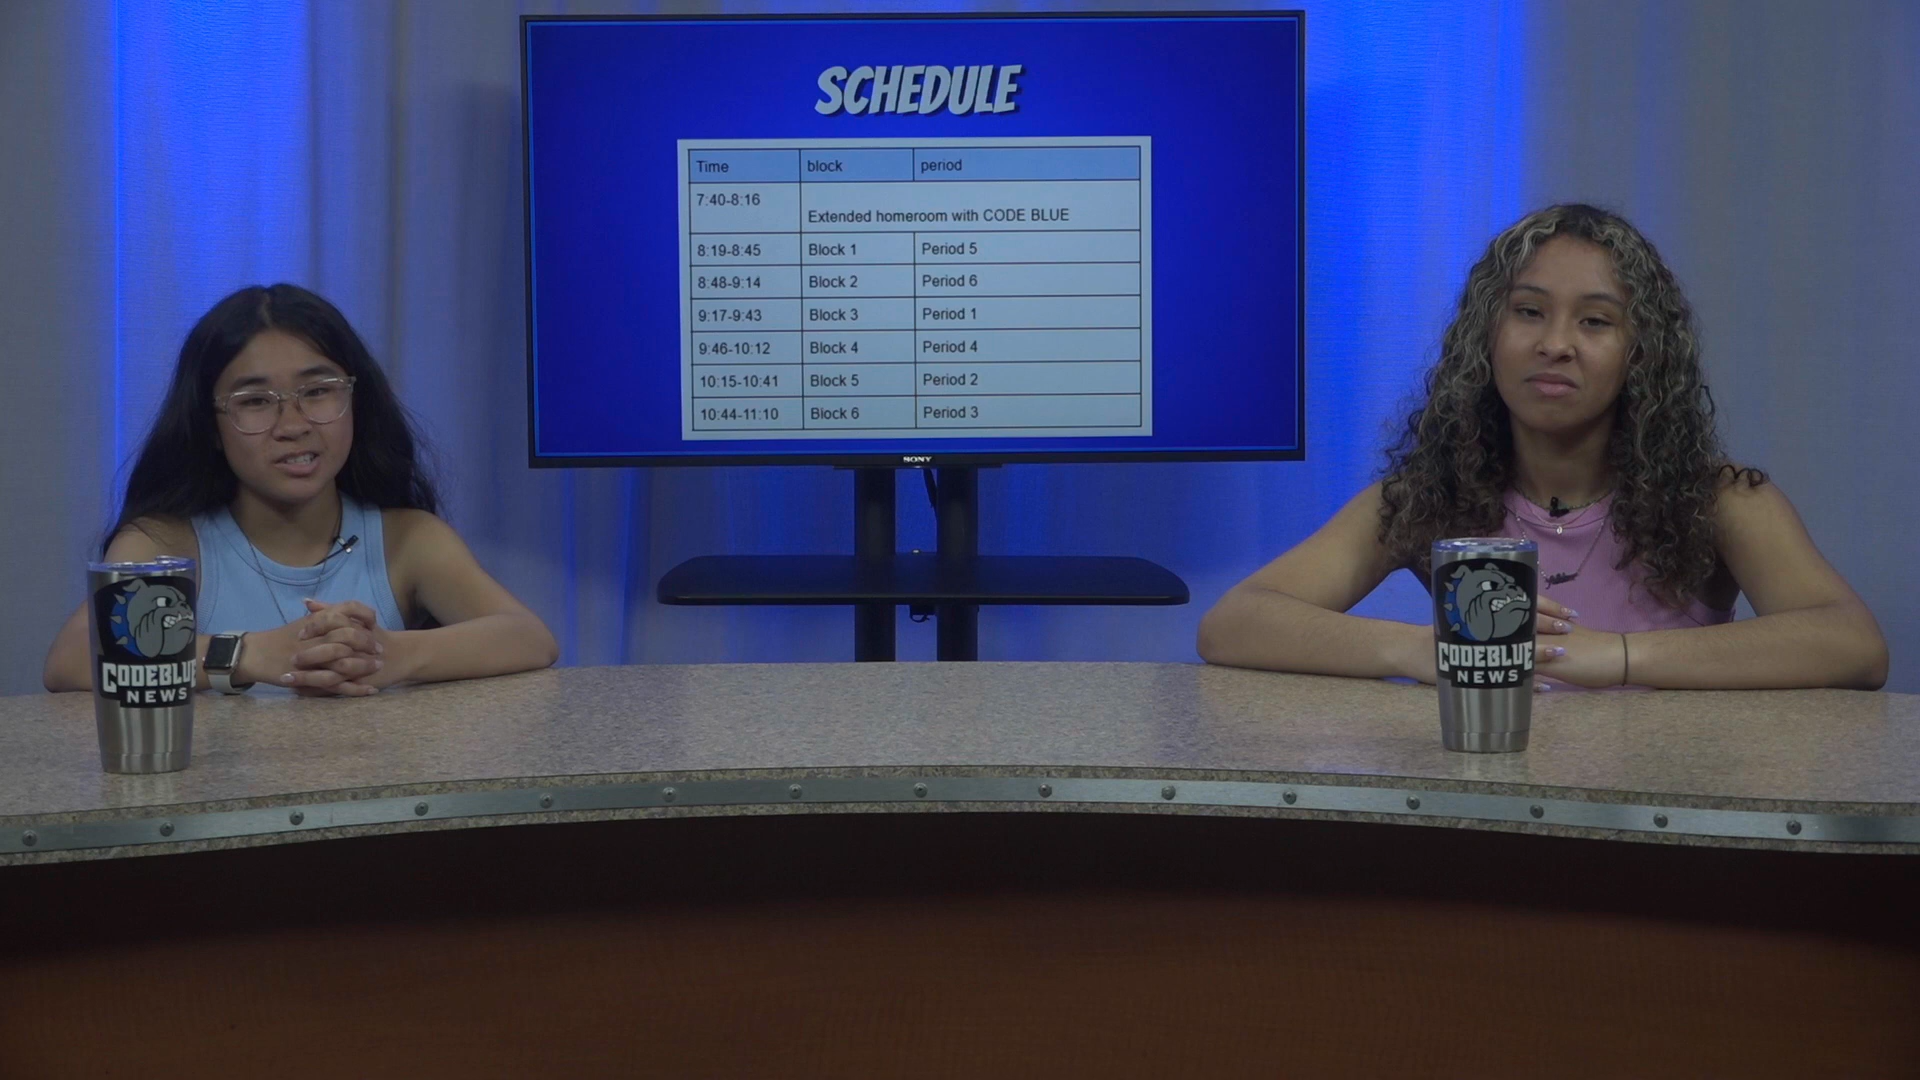 SCHEDULE
Time block period
7:40-8:16 Extended homeroom with CODE BLUE
8:19-8:45 Block 1 Period 5
8:48-9:14 Block 2 Period 6
9:17-9:43 Block 3 Period 1
9:46-10:12 Block 4 Period 4
10:15-10:41 Block 5 Period 2
10:44-11:10 Block 6 Period 3
SONY
CODEBLUE
NEWS
CODEBLUE
NEWS